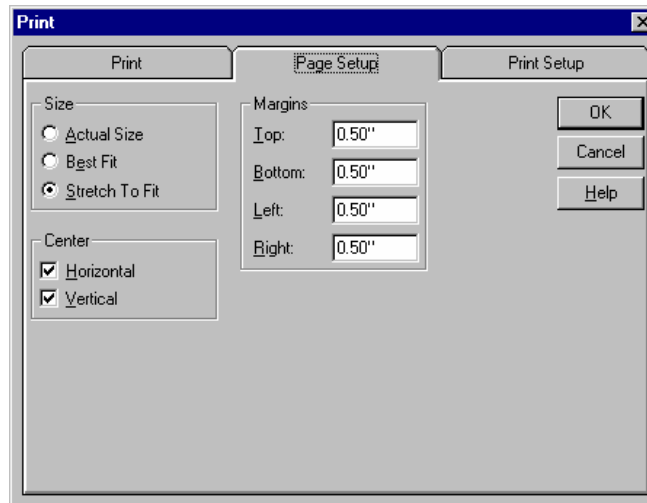 Print
Print
Page Setup
Print Setup
Size
Actual Size
Best Fit
Stretch To Fit
Center
Horizontal
Vertical
Margins
Top: 0.50"
Bottom: 0.50"
Left: 0.50"
Right: 0.50"
OK
Cancel
Help